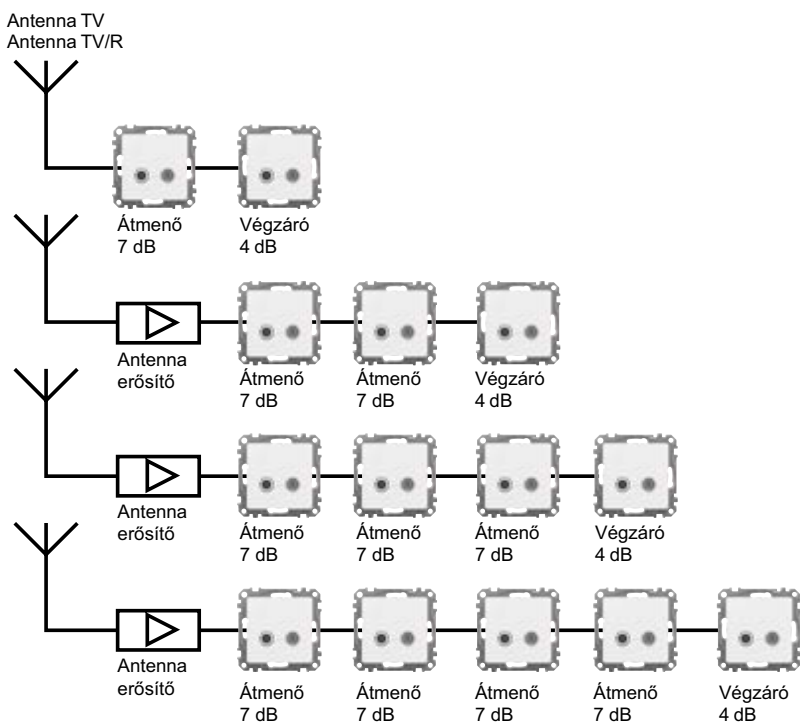 Antenna TV
Antenna TV/R
Átmenő
7 dB
Végzáró
4 dB
Antenna
erősítő
Átmenő
7 dB
Átmenő
7 dB
Végzáró
4 dB
Antenna
erősítő
Átmenő
7 dB
Átmenő
7 dB
Átmenő
7 dB
Végzáró
4 dB
Antenna
erősítő
Átmenő
7 dB
Átmenő
7 dB
Átmenő
7 dB
Átmenő
7 dB
Végzáró
4 dB